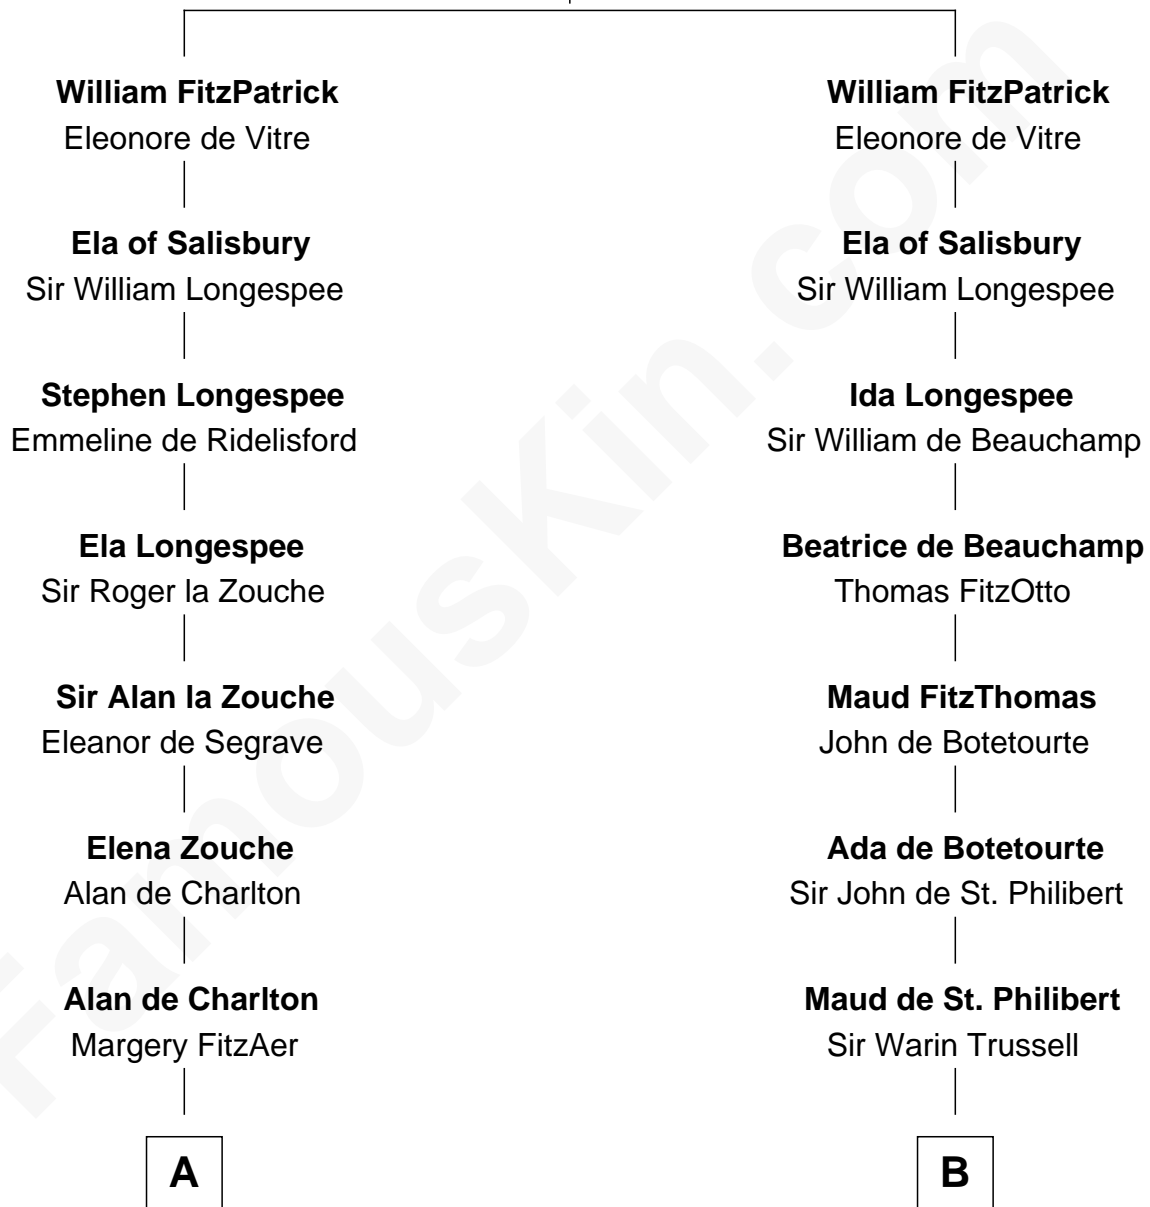 William FitzPatrick
Eleonore de Vitre
Ela of Salisbury
Sir William Longespee
Stephen Longespee
Emmeline de Ridelisford
Ela Longespee
Sir Roger la Zouche
Sir Alan la Zouche
Eleanor de Segrave
Elena Zouche
Alan de Charlton
Alan de Charlton
Margery FitzAer
A
William FitzPatrick
Eleonore de Vitre
Ela of Salisbury
Sir William Longespee
Ida Longespee
Sir William de Beauchamp
Beatrice de Beauchamp
Thomas FitzOtto
Maud FitzThomas
John de Botetourte
Ada de Botetourte
Sir John de St. Philibert
Maud de St. Philibert
Sir Warin Trussell
B
FamousKin.com